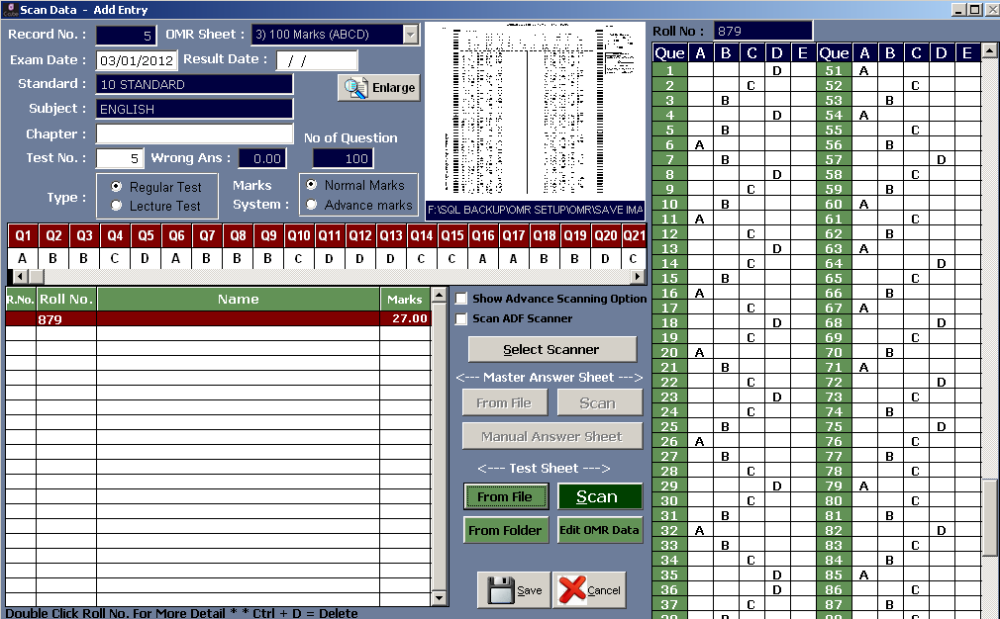 Scan Data - Add Entry
Record No. : 5 OMR Sheet : 3) 100 Marks (ABCD)
Exam Date : 03/01/2012 Result Date : / /
Standard : 10 STANDARD
Enlarge
Subject : ENGLISH
Chapter :
No of Question
Test No. : 5 Wrong Ans : 0.00 100
Type : Regular Test Lecture Test
Marks System : Normal Marks Advance marks
F:\SQL BACKUP\OMR SETUP\OMR\SAVE IMA
Q1 Q2 Q3 Q4 Q5 Q6 Q7 Q8 Q9 Q10 Q11 Q12 Q13 Q14 Q15 Q16 Q17 Q18 Q19 Q20 Q21
A B B C D A B B B C D D D C C A A B B D C
R.No. Roll No. Name Marks
879 27.00
Double Click Roll No. For More Detail * * Ctrl + D = Delete
Show Advance Scanning Option
Scan ADF Scanner
Select Scanner
<--- Master Answer Sheet --->
From File Scan
Manual Answer Sheet
<--- Test Sheet --->
From File Scan
From Folder Edit OMR Data
Save Cancel
Roll No : 879
Que A B C D E Que A B C D E
1 D 51 A
2 C 52 C
3 B 53 B
4 D 54 A
5 B 55 C
6 A 56 B
7 B 57 D
8 D 58 C
9 C 59 B
10 B 60 A
11 A 61 C
12 C 62 B
13 D 63 A
14 C 64 D
15 B 65 C
16 A 66 B
17 C 67 A
18 D 68 D
19 C 69 C
20 A 70 B
21 B 71 A
22 C 72 D
23 D 73 C
24 C 74 B
25 B 75 D
26 A 76 C
27 B 77 B
28 C 78 C
29 D 79 A
30 C 80 C
31 B 81 B
32 A 82 D
33 B 83 C
34 C 84 B
35 D 85 A
36 D 86 C
37 C 87 B